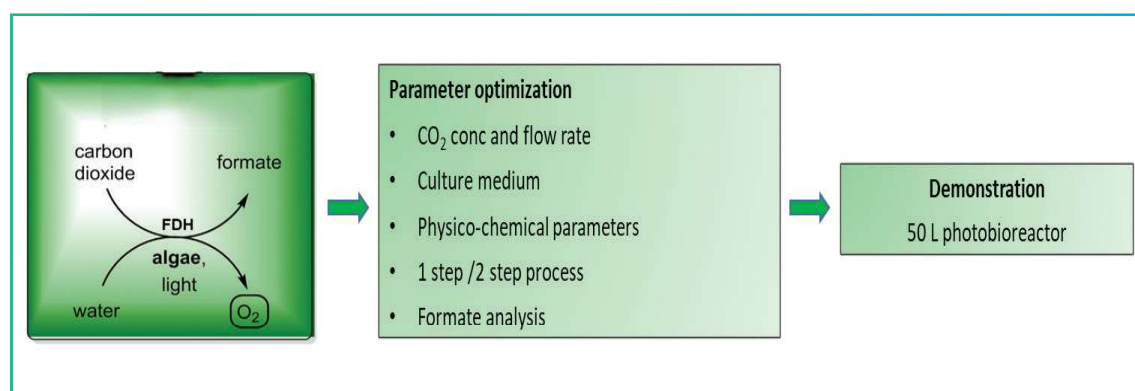 carbon
dioxide
formate
FDH
algae,
light
water
O₂
Parameter optimization
• CO₂ conc and flow rate
• Culture medium
• Physico-chemical parameters
• 1 step /2 step process
• Formate analysis
Demonstration
50 L photobioreactor